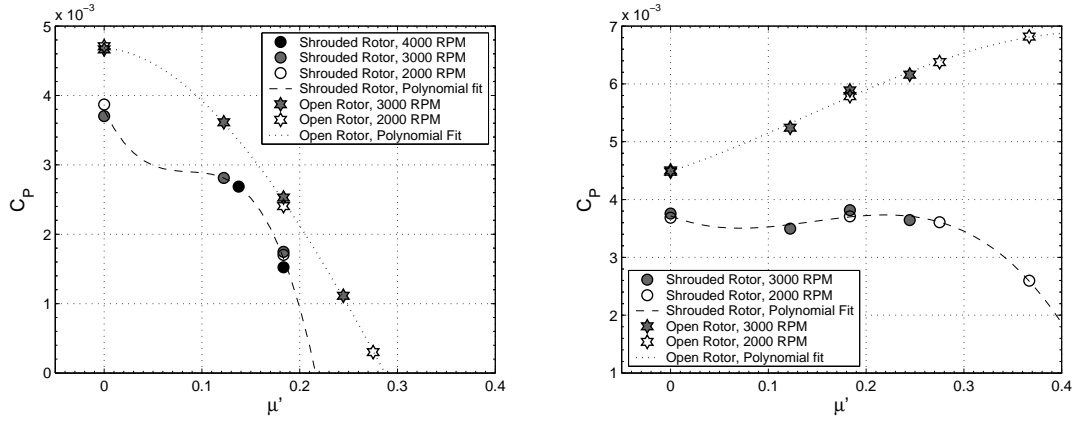 x 10⁻³
5
4
3
2
1
0
C_P
0
0.1
0.2
0.3
0.4
μ'
Shrouded Rotor, 4000 RPM
Shrouded Rotor, 3000 RPM
Shrouded Rotor, 2000 RPM
Shrouded Rotor, Polynomial fit
Open Rotor, 3000 RPM
Open Rotor, 2000 RPM
Open Rotor, Polynomial Fit
x 10⁻³
7
6
5
4
3
2
1
C_P
0
0.1
0.2
0.3
0.4
μ'
Shrouded Rotor, 3000 RPM
Shrouded Rotor, 2000 RPM
Shrouded Rotor, Polynomial Fit
Open Rotor, 3000 RPM
Open Rotor, 2000 RPM
Open Rotor, Polynomial fit